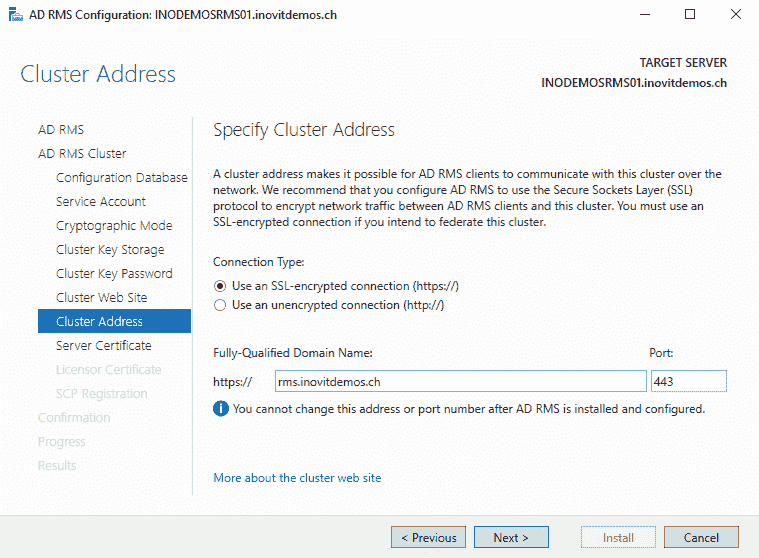 AD RMS Configuration: INODEMOSRMS01.inovitdemos.ch
Cluster Address
TARGET SERVER
INODEMOSRMS01.inovitdemos.ch
AD RMS
AD RMS Cluster
Configuration Database
Service Account
Cryptographic Mode
Cluster Key Storage
Cluster Key Password
Cluster Web Site
Cluster Address
Server Certificate
Licensor Certificate
SCP Registration
Confirmation
Progress
Results
Specify Cluster Address
A cluster address makes it possible for AD RMS clients to communicate with this cluster over the
network. We recommend that you configure AD RMS to use the Secure Sockets Layer (SSL)
protocol to encrypt network traffic between AD RMS clients and this cluster. You must use an
SSL-encrypted connection if you intend to federate this cluster.
Connection Type:
Use an SSL-encrypted connection (https://)
Use an unencrypted connection (http://)
Fully-Qualified Domain Name: Port:
https:// rms.inovitdemos.ch 443
You cannot change this address or port number after AD RMS is installed and configured.
More about the cluster web site
< Previous Next > Install Cancel